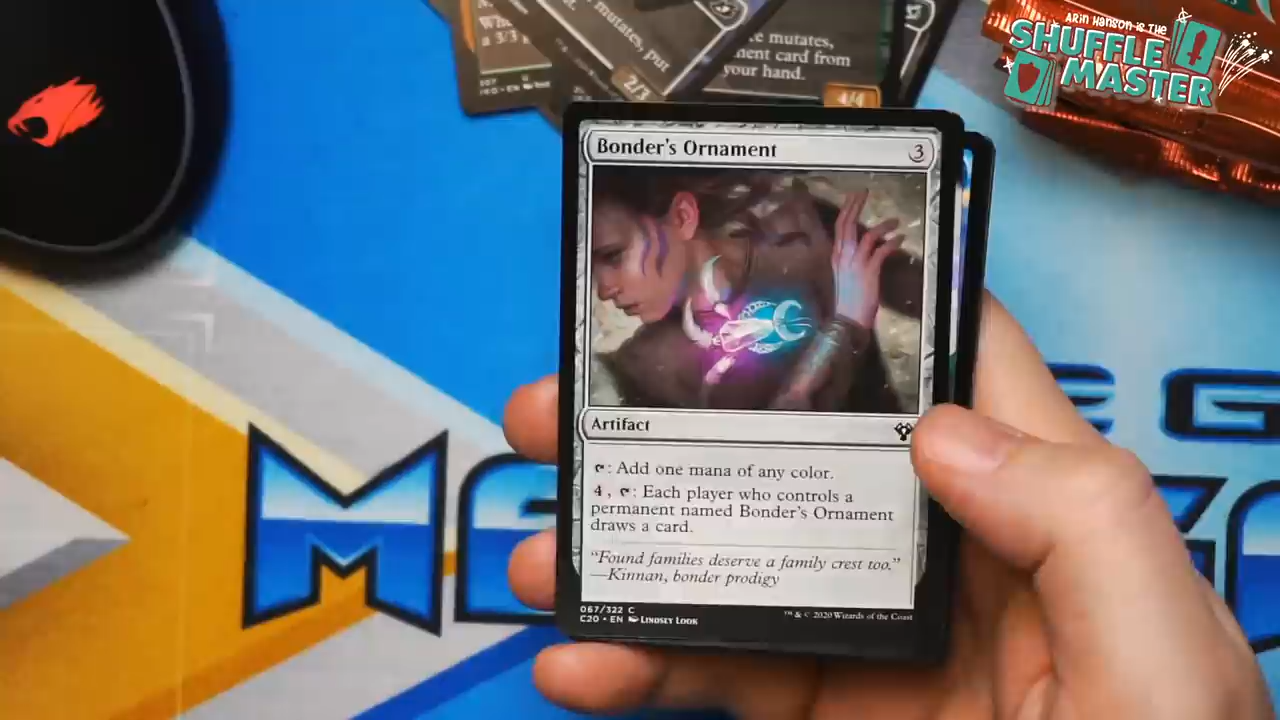 ARIN HANSON IS THE
SHUFFLE
MASTER
mutates, put
2/3
a 3/3
mutates,
card from
your hand.
4/4
Bonder's Ornament 3
Artifact
: Add one mana of any color.
4, : Each player who controls a
permanent named Bonder's Ornament
draws a card.
"Found families deserve a family crest too."
—Kinnan, bonder prodigy
067/322 C
C20 • EN LINDSEY LOOK
™ & © 2020 Wizards of the Coast
M